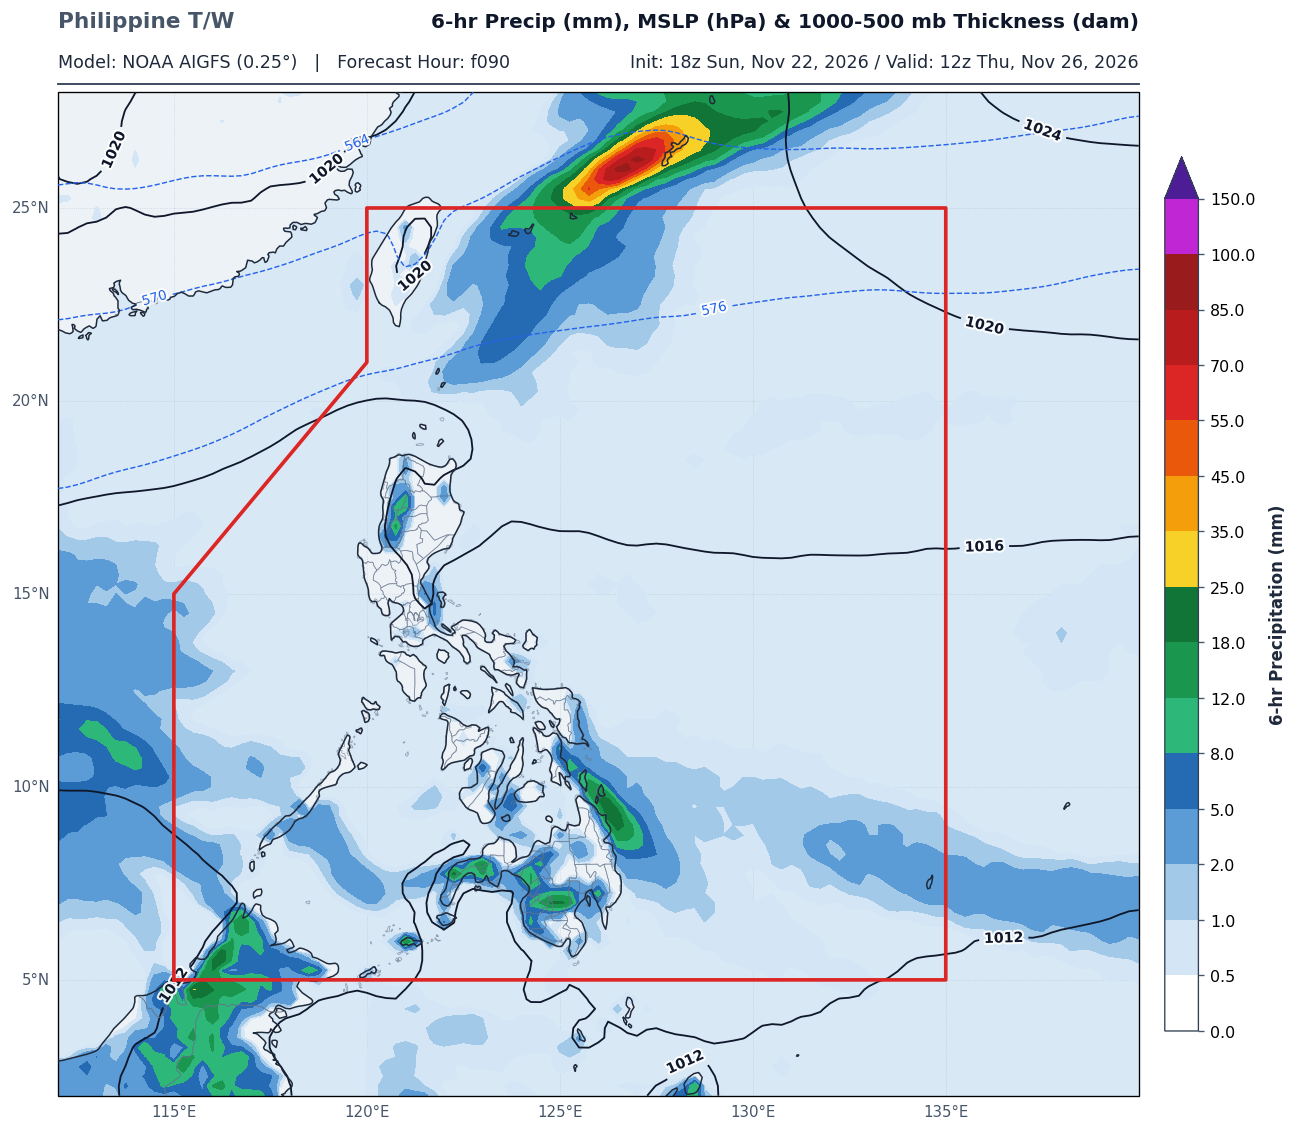 Philippine T/W
6-hr Precip (mm), MSLP (hPa) & 1000-500 mb Thickness (dam)
Model: NOAA AIGFS (0.25°) | Forecast Hour: f090
Init: 18z Sun, Nov 22, 2026 / Valid: 12z Thu, Nov 26, 2026
1020
564
1020
1024
25°N
1020
570
576
1020
20°N
1016
15°N
10°N
1012
5°N
1012
1012
115°E
120°E
125°E
130°E
135°E
150.0
100.0
85.0
70.0
55.0
45.0
35.0
25.0
18.0
12.0
8.0
5.0
2.0
1.0
0.5
0.0
6-hr Precipitation (mm)